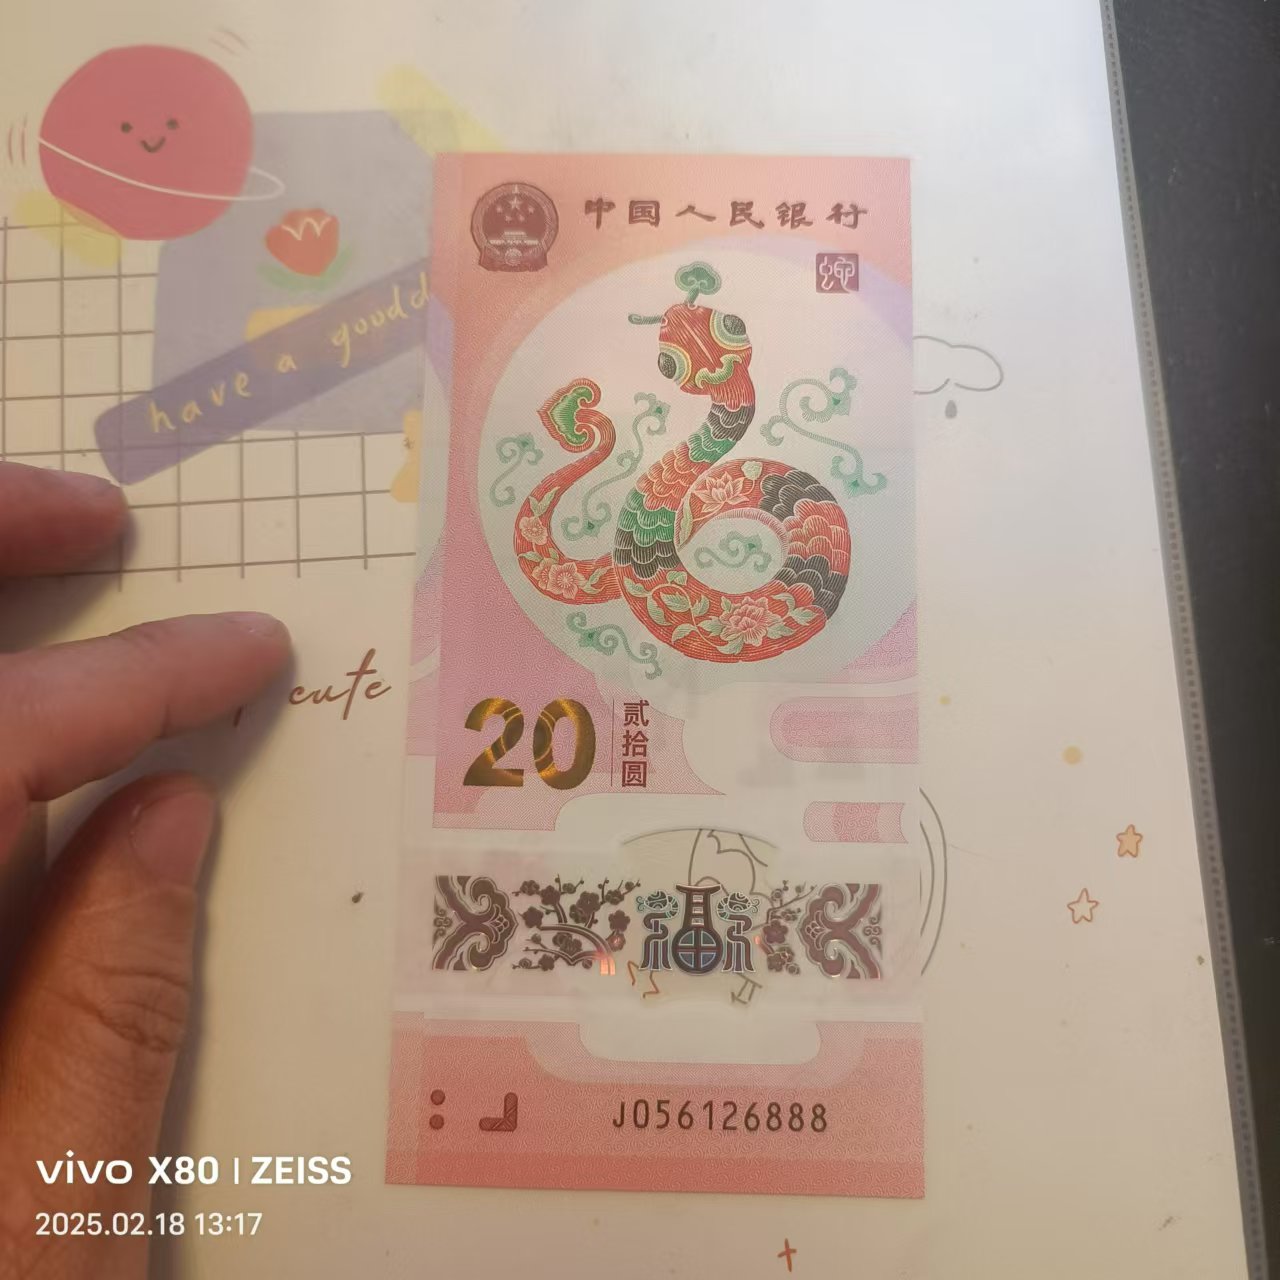 中国人民银行
蛇
have a goodd
cute
20
贰拾圆
J056126888
vivo X80 | ZEISS
2025.02.18 13:17